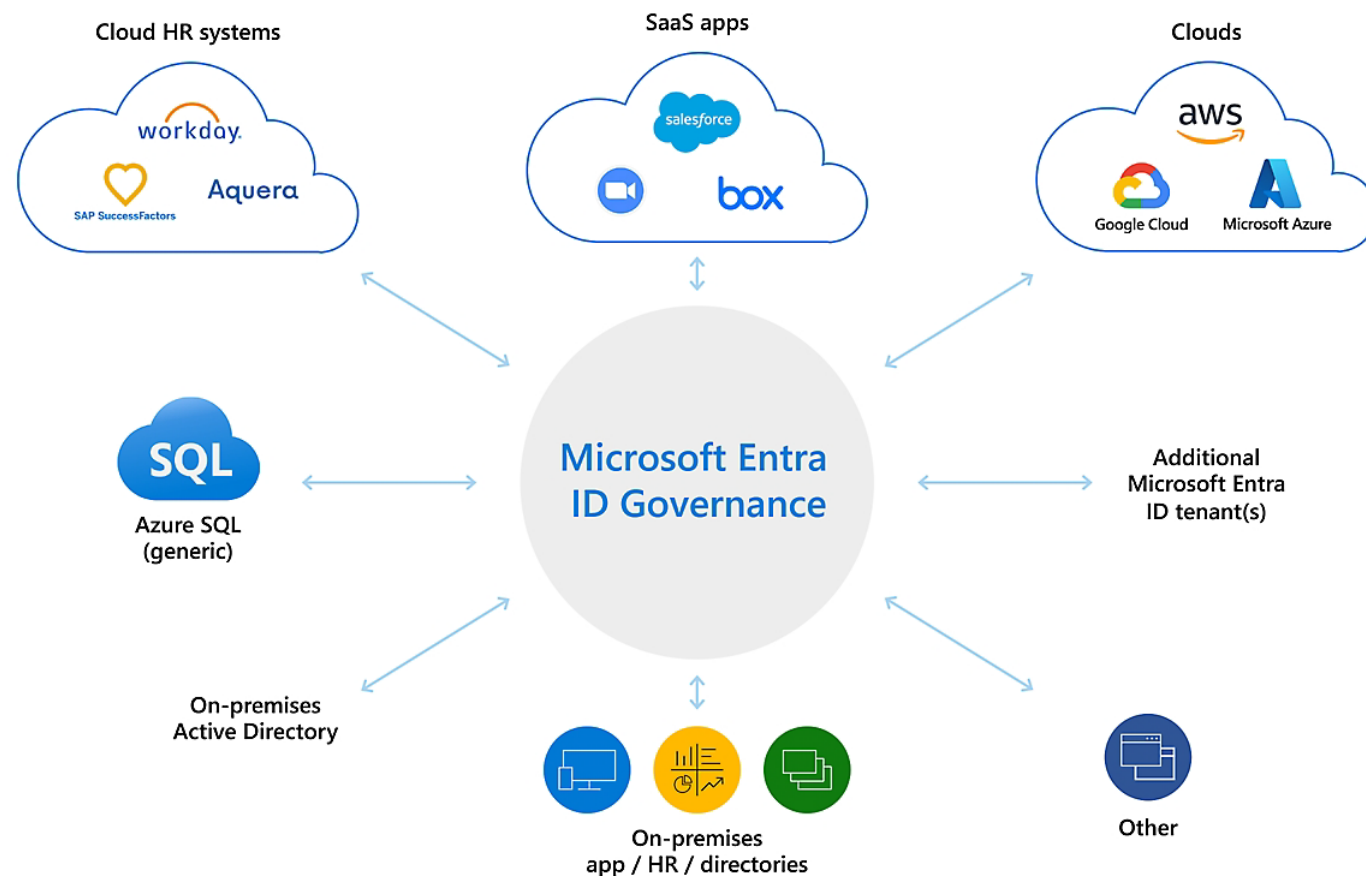 Cloud HR systems
SaaS apps
Clouds
workday.
SAP SuccessFactors
Aquera
salesforce
box
aws
Google Cloud
Microsoft Azure
Microsoft Entra
ID Governance
SQL
Azure SQL
(generic)
Additional
Microsoft Entra
ID tenant(s)
On-premises
Active Directory
On-premises
app / HR / directories
Other